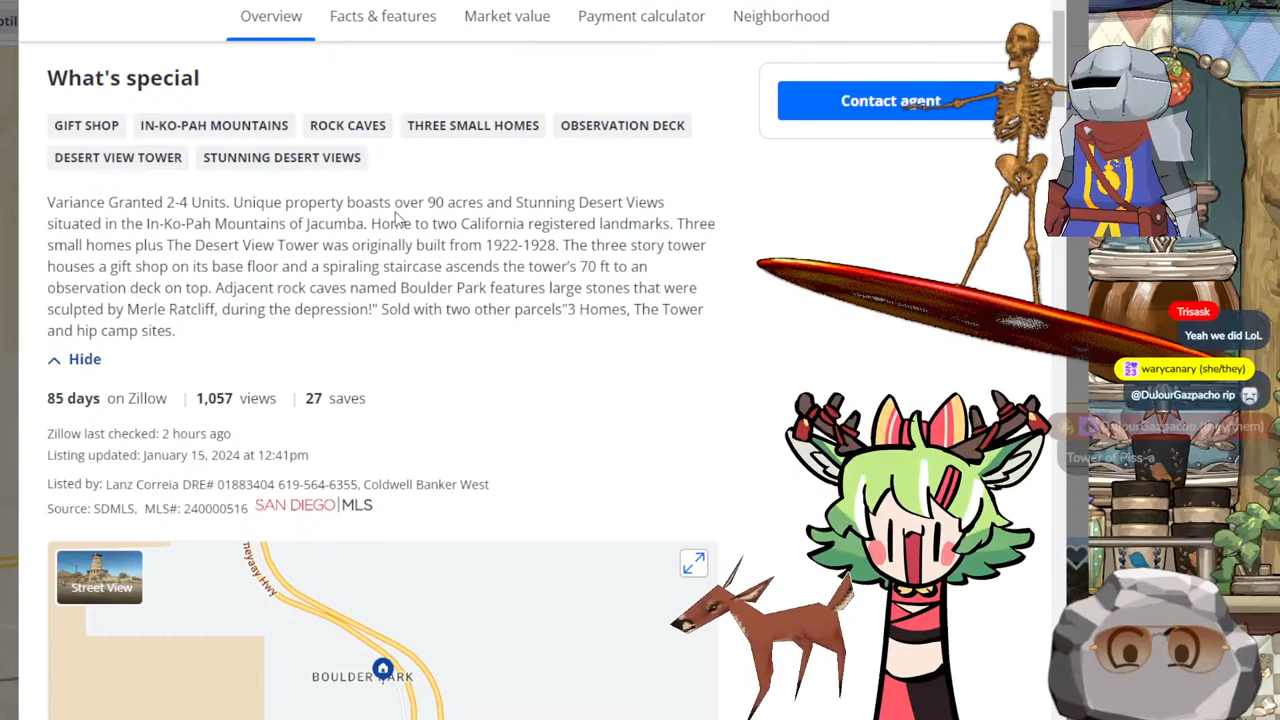 Overview Facts & features Market value Payment calculator Neighborhood
What's special
Contact agent
GIFT SHOP IN-KO-PAH MOUNTAINS ROCK CAVES THREE SMALL HOMES OBSERVATION DECK
DESERT VIEW TOWER STUNNING DESERT VIEWS
Variance Granted 2-4 Units. Unique property boasts over 90 acres and Stunning Desert Views
situated in the In-Ko-Pah Mountains of Jacumba. Home to two California registered landmarks. Three
small homes plus The Desert View Tower was originally built from 1922-1928. The three story tower
houses a gift shop on its base floor and a spiraling staircase ascends the tower's 70 ft to an
observation deck on top. Adjacent rock caves named Boulder Park features large stones that were
sculpted by Merle Ratcliff, during the depression!" Sold with two other parcels"3 Homes, The Tower
and hip camp sites.
Hide
85 days on Zillow | 1,057 views | 27 saves
Zillow last checked: 2 hours ago
Listing updated: January 15, 2024 at 12:41pm
Listed by: Lanz Correia DRE# 01883404 619-564-6355, Coldwell Banker West
Source: SDMLS, MLS#: 240000516 SAN DIEGO|MLS
Street View
meyaay Hwy
BOULDER PARK
Trisask
Yeah we did LoL
warycanary (she/they)
@DuJourGazpacho rip
DuJourGazpacho (they/them)
Tower of Piss-a